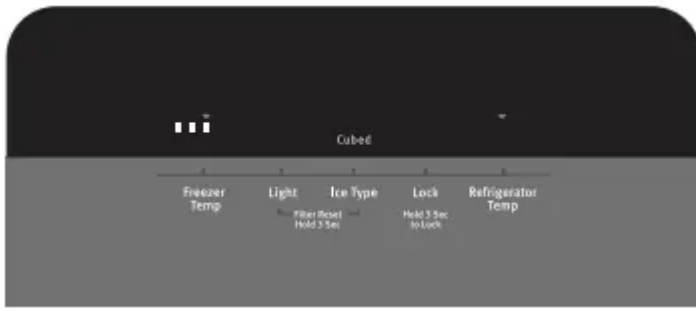 Cubed
Freezer Temp
Light
Ice Type
Lock
Refrigerator Temp
Filter Reset
Hold 3 Sec
Hold 3 Sec
to Lock